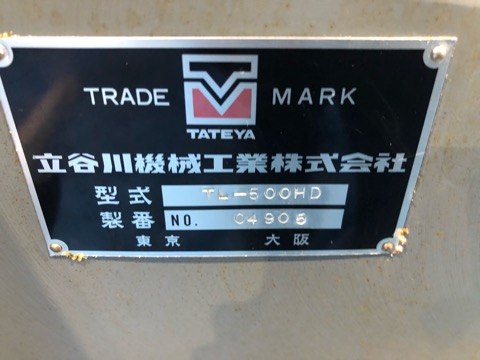 TRADE MARK
TATEYA
立谷川機械工業株式会社
型式 TL-500HD
製番 NO. 04906
東京 大阪